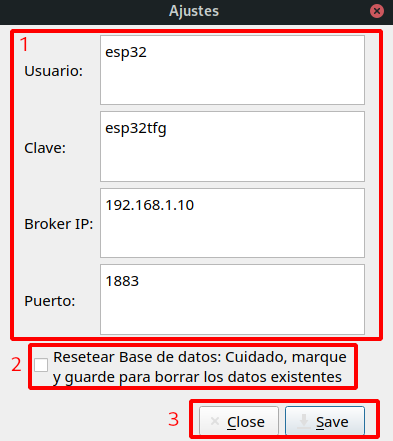 Ajustes
1
Usuario:
esp32
Clave:
esp32tfg
Broker IP:
192.168.1.10
Puerto:
1883
2
Resetear Base de datos: Cuidado, marque
y guarde para borrar los datos existentes
3
Close
Save